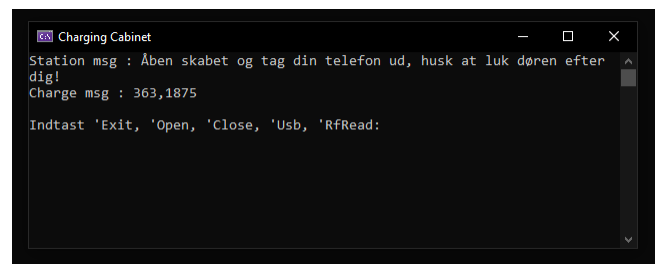 Charging Cabinet
Station msg : Åben skabet og tag din telefon ud, husk at luk døren efter
dig!
Charge msg : 363,1875
Indtast 'Exit, 'Open, 'Close, 'Usb, 'RfRead: